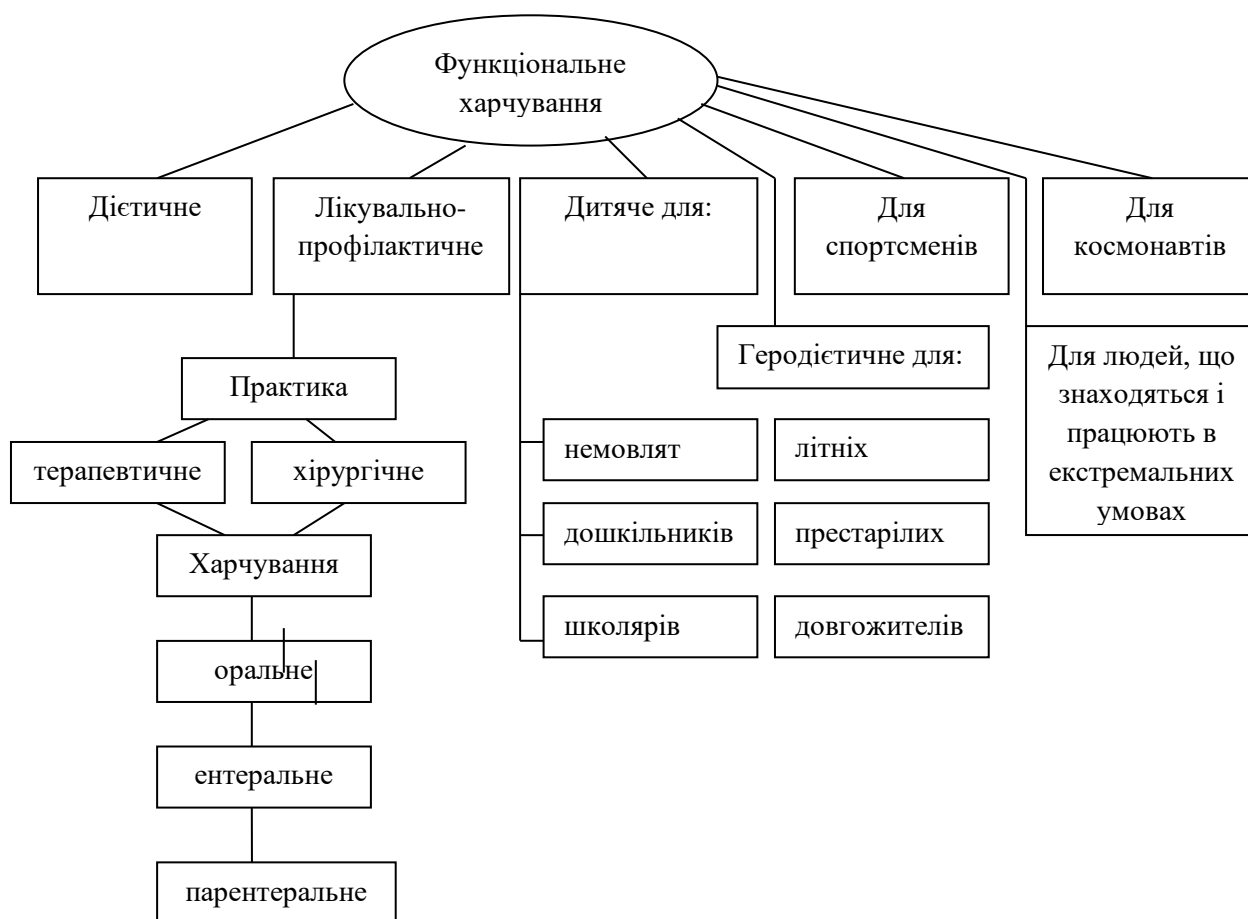 Функціональне
харчування
Дієтичне
Лікувально-
профілактичне
Дитяче для:
Для
спортсменів
Для
космонавтів
Геродієтичне для:
Для людей, що
знаходяться і
працюють в
екстремальних
умовах
Практика
терапевтичне
хірургічне
Харчування
оральне
ентеральне
парентеральне
немовлят
дошкільників
школярів
літніх
престарілих
довгожителів